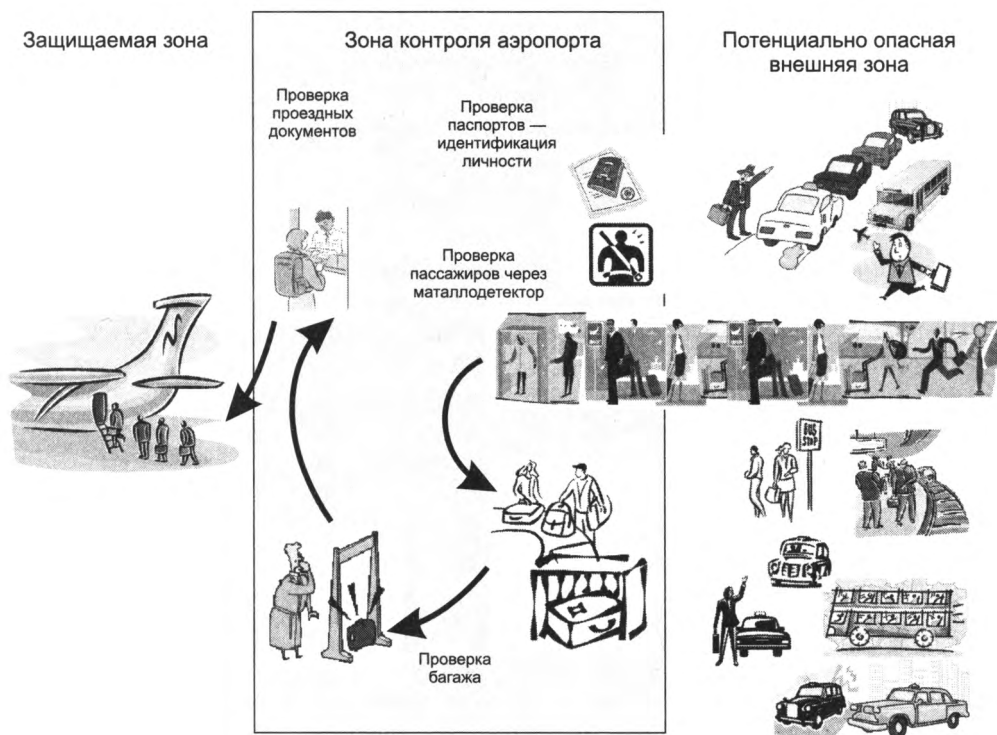 Защищаемая зона
Зона контроля аэропорта
Потенциально опасная
внешняя зона
Проверка
проездных
документов
Проверка
паспортов —
идентификация
личности
Проверка
пассажиров через
маталлодетектор
BUS
STOP
Проверка
багажа